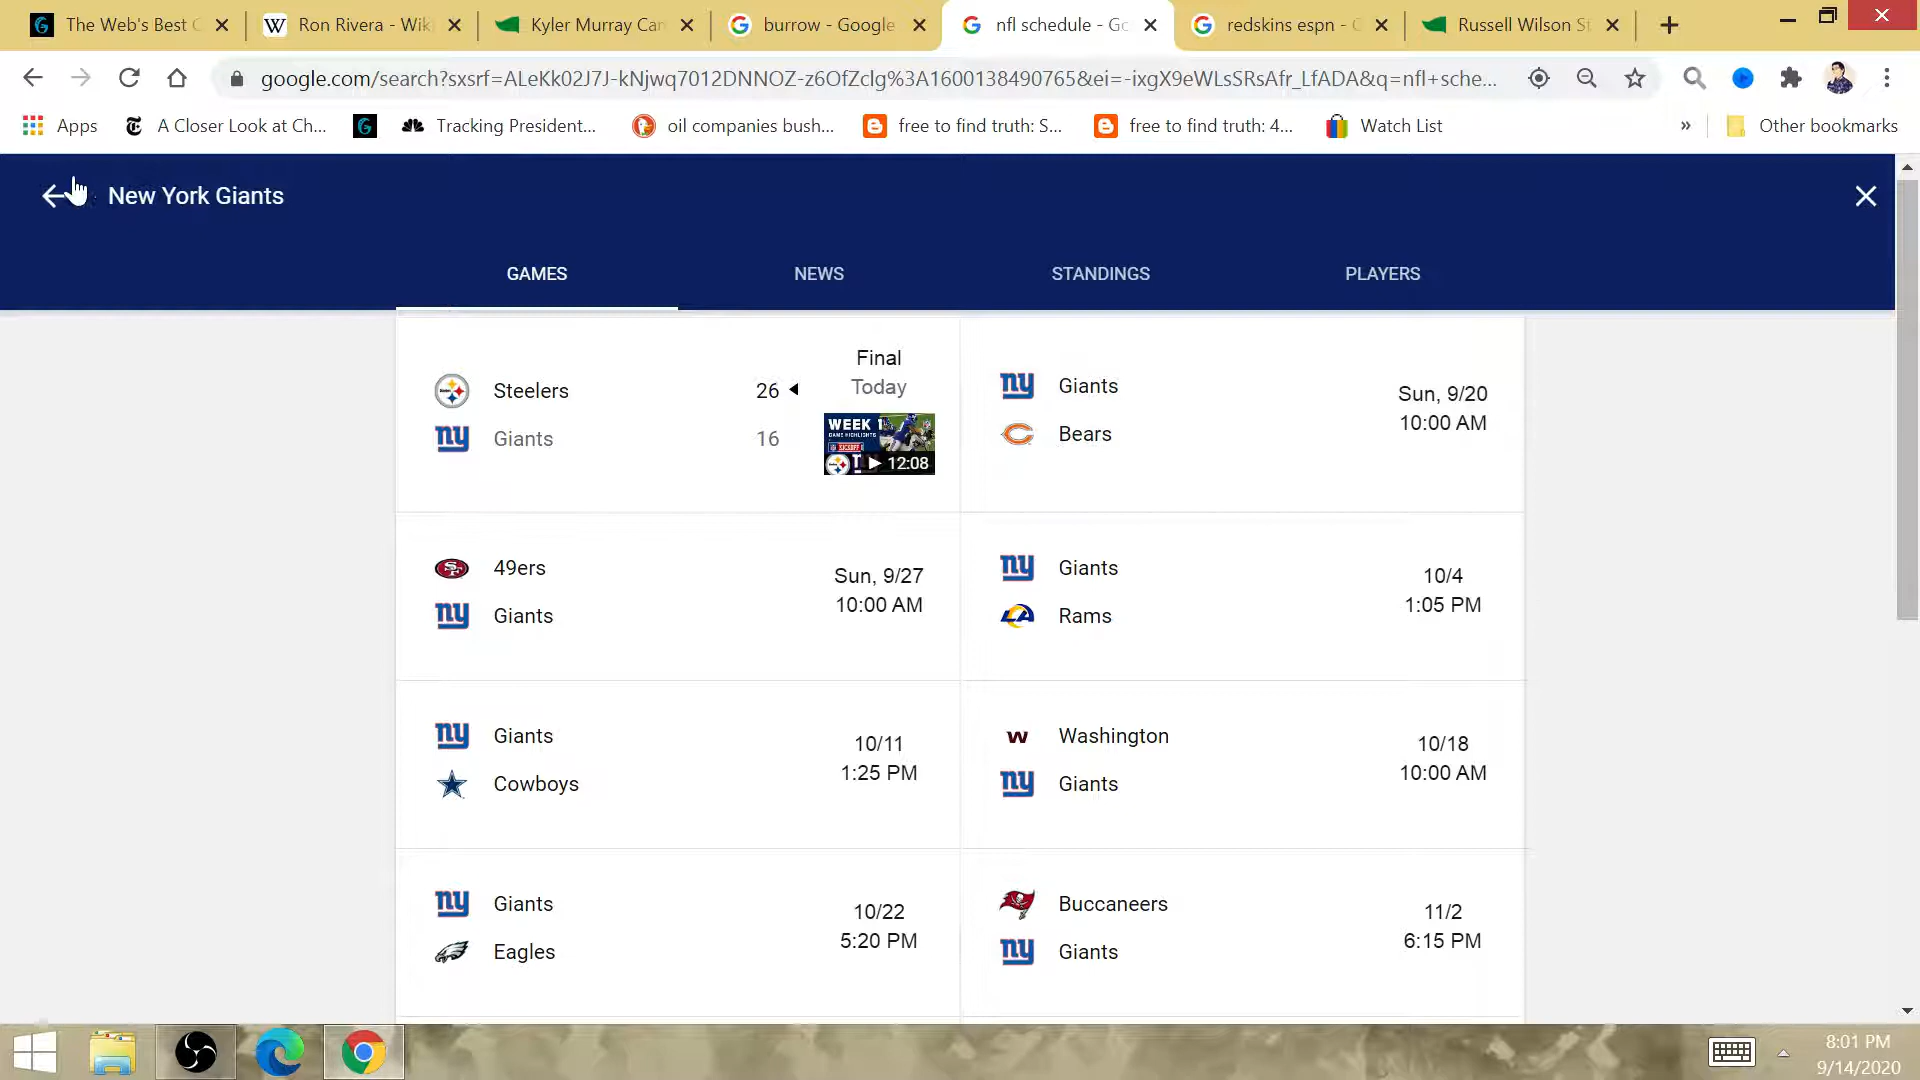 The Web's Best C
Ron Rivera - Wiki
Kyler Murray Car
burrow - Google
nfl schedule - Go
redskins espn - G
Russell Wilson St
google.com/search?sxsrf=ALeKk02J7J-kNjwq7012DNNOZ-z6OfZclg%3A1600138490765&ei=-ixgX9eWLsSRsAfr_LfADA&q=nfl+sche...
Apps
A Closer Look at Ch...
Tracking President...
oil companies bush...
free to find truth: S...
free to find truth: 4...
Watch List
»
Other bookmarks
New York Giants
GAMES
NEWS
STANDINGS
PLAYERS
Steelers 26
Giants 16
Final
Today
WEEK 1
GAME HIGHLIGHTS
12:08
Giants
Bears
Sun, 9/20
10:00 AM
49ers
Giants
Sun, 9/27
10:00 AM
Giants
Rams
10/4
1:05 PM
Giants
Cowboys
10/11
1:25 PM
Washington
Giants
10/18
10:00 AM
Giants
Eagles
10/22
5:20 PM
Buccaneers
Giants
11/2
6:15 PM
8:01 PM
9/14/2020